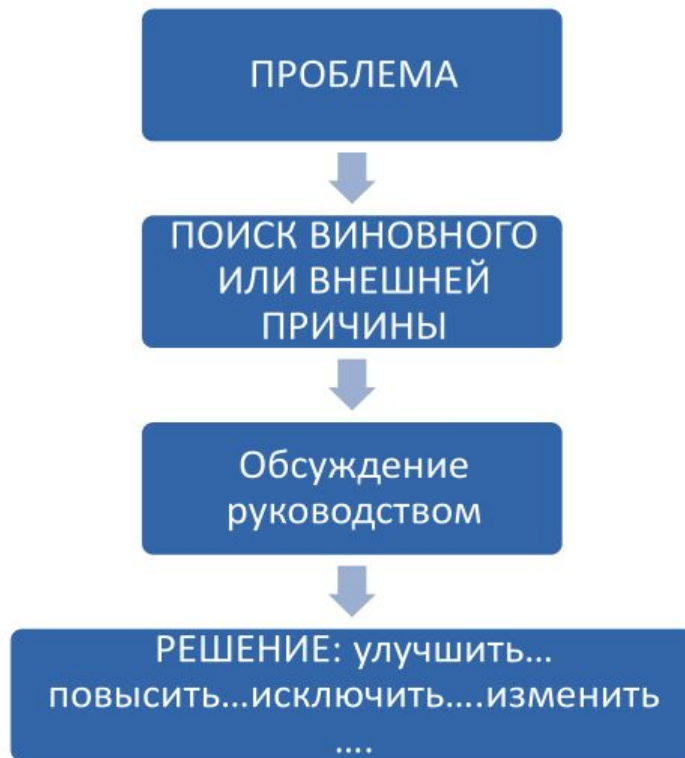 ПРОБЛЕМА
ПОИСК ВИНОВНОГО
ИЛИ ВНЕШНЕЙ
ПРИЧИНЫ
Обсуждение
руководством
РЕШЕНИЕ: улучшить...
повысить...исключить....изменить
....